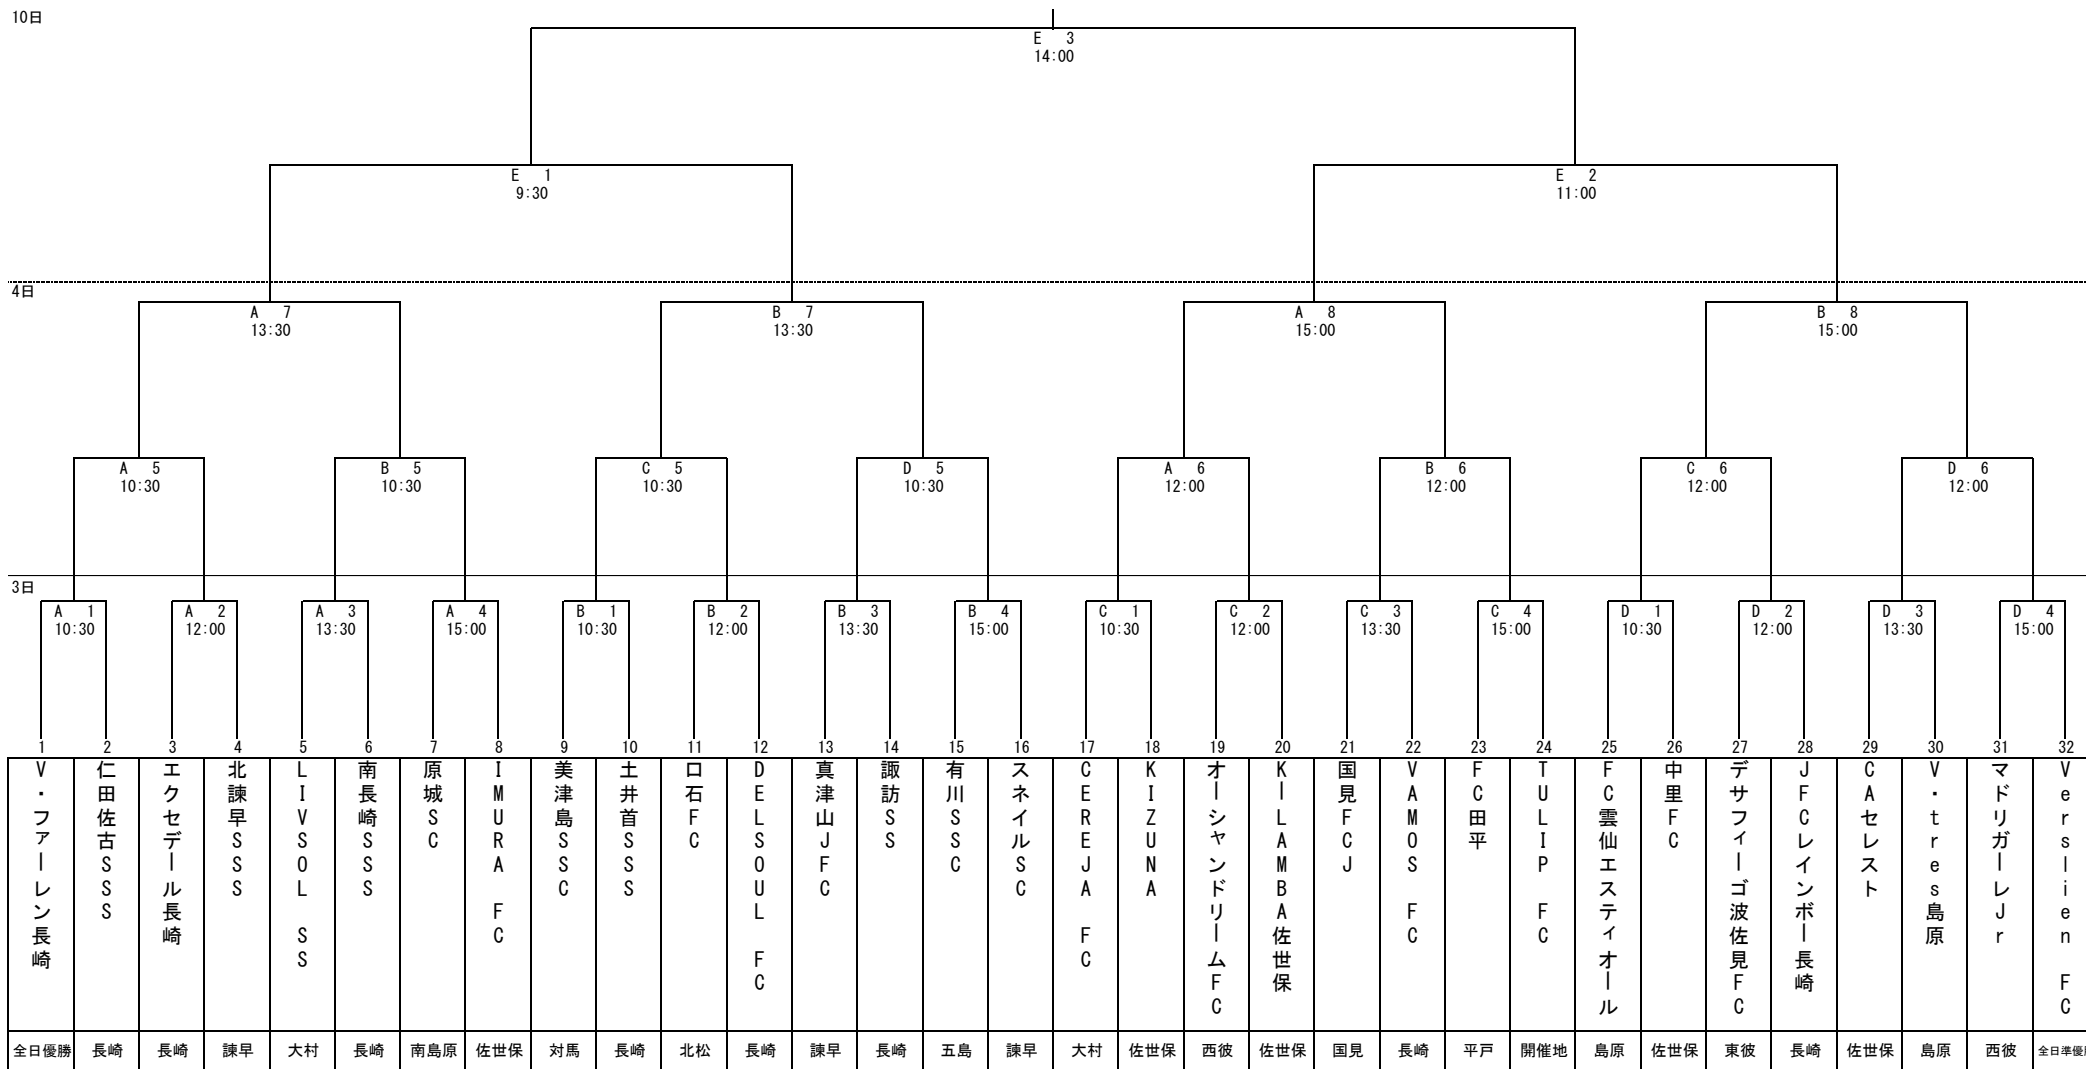 10日
E 3
14:00
E 1
9:30
E 2
11:00
4日
A 7
13:30
B 7
13:30
A 8
15:00
B 8
15:00
A 5
10:30
B 5
10:30
C 5
10:30
D 5
10:30
A 6
12:00
B 6
12:00
C 6
12:00
D 6
12:00
3日
A 1
10:30
A 2
12:00
A 3
13:30
A 4
15:00
B 1
10:30
B 2
12:00
B 3
13:30
B 4
15:00
C 1
10:30
C 2
12:00
C 3
13:30
C 4
15:00
D 1
10:30
D 2
12:00
D 3
13:30
D 4
15:00
1 2 3 4 5 6 7 8 9 10 11 12 13 14 15 16 17 18 19 20 21 22 23 24 25 26 27 28 29 30 31 32
V・ファーレン長崎
仁田佐古SSS
エクセデール長崎
北諫早SSS
LIVSOL SS
南長崎SSS
原城SC
IMURA FC
美津島SSC
土井首SSS
口石FC
DELSOUL FC
真津山JFC
諏訪SS
有川SSC
スネイルSC
CEREJA FC
KIZUNA
オーシャンドリームFC
K-LAMBA佐世保
国見FCJ
VAMOS FC
FC田平
TULIP FC
FC雲仙エスティオール
中里FC
デサフィーゴ波佐見FC
JFCレインボー長崎
CAセレスト
V・tres島原
マドリガーレJr
Verslien FC
全日優勝 長崎 長崎 諫早 大村 長崎 南島原 佐世保 対馬 長崎 北松 長崎 諫早 長崎 五島 諫早 大村 佐世保 西彼 佐世保 国見 長崎 平戸 開催地 島原 佐世保 東彼 長崎 佐世保 島原 西彼 全日準優